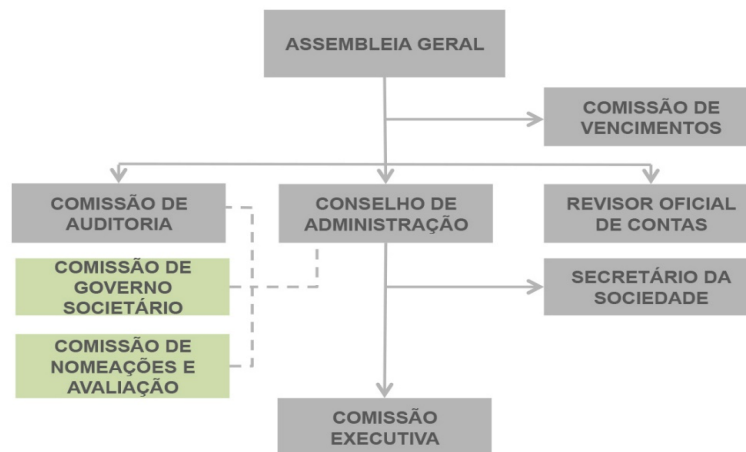 ASSEMBLEIA GERAL
COMISSÃO DE
VENCIMENTOS
COMISSÃO DE
AUDITORIA
CONSELHO DE
ADMINISTRAÇÃO
REVISOR OFICIAL
DE CONTAS
COMISSÃO DE
GOVERNO
SOCIETÁRIO
SECRETÁRIO DA
SOCIEDADE
COMISSÃO DE
NOMEAÇÕES E
AVALIAÇÃO
COMISSÃO
EXECUTIVA